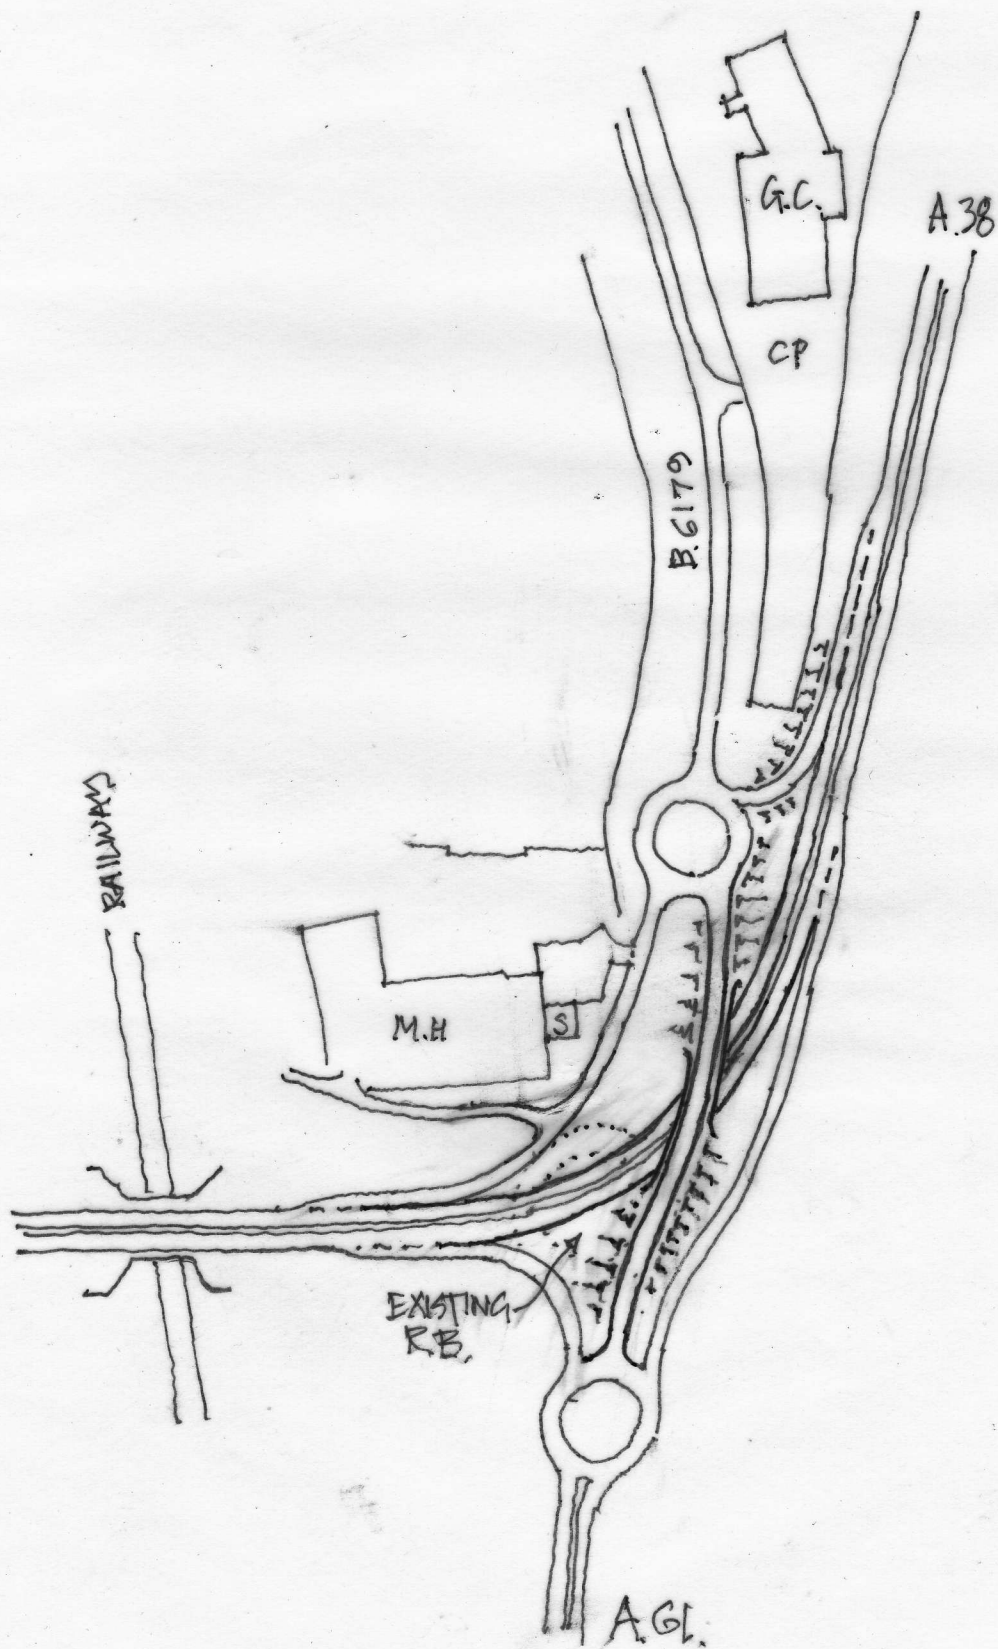 G.C.
A.38
CP
B.6179
RAILWAY
M.H
S
EXISTING
R.B.
A.61.